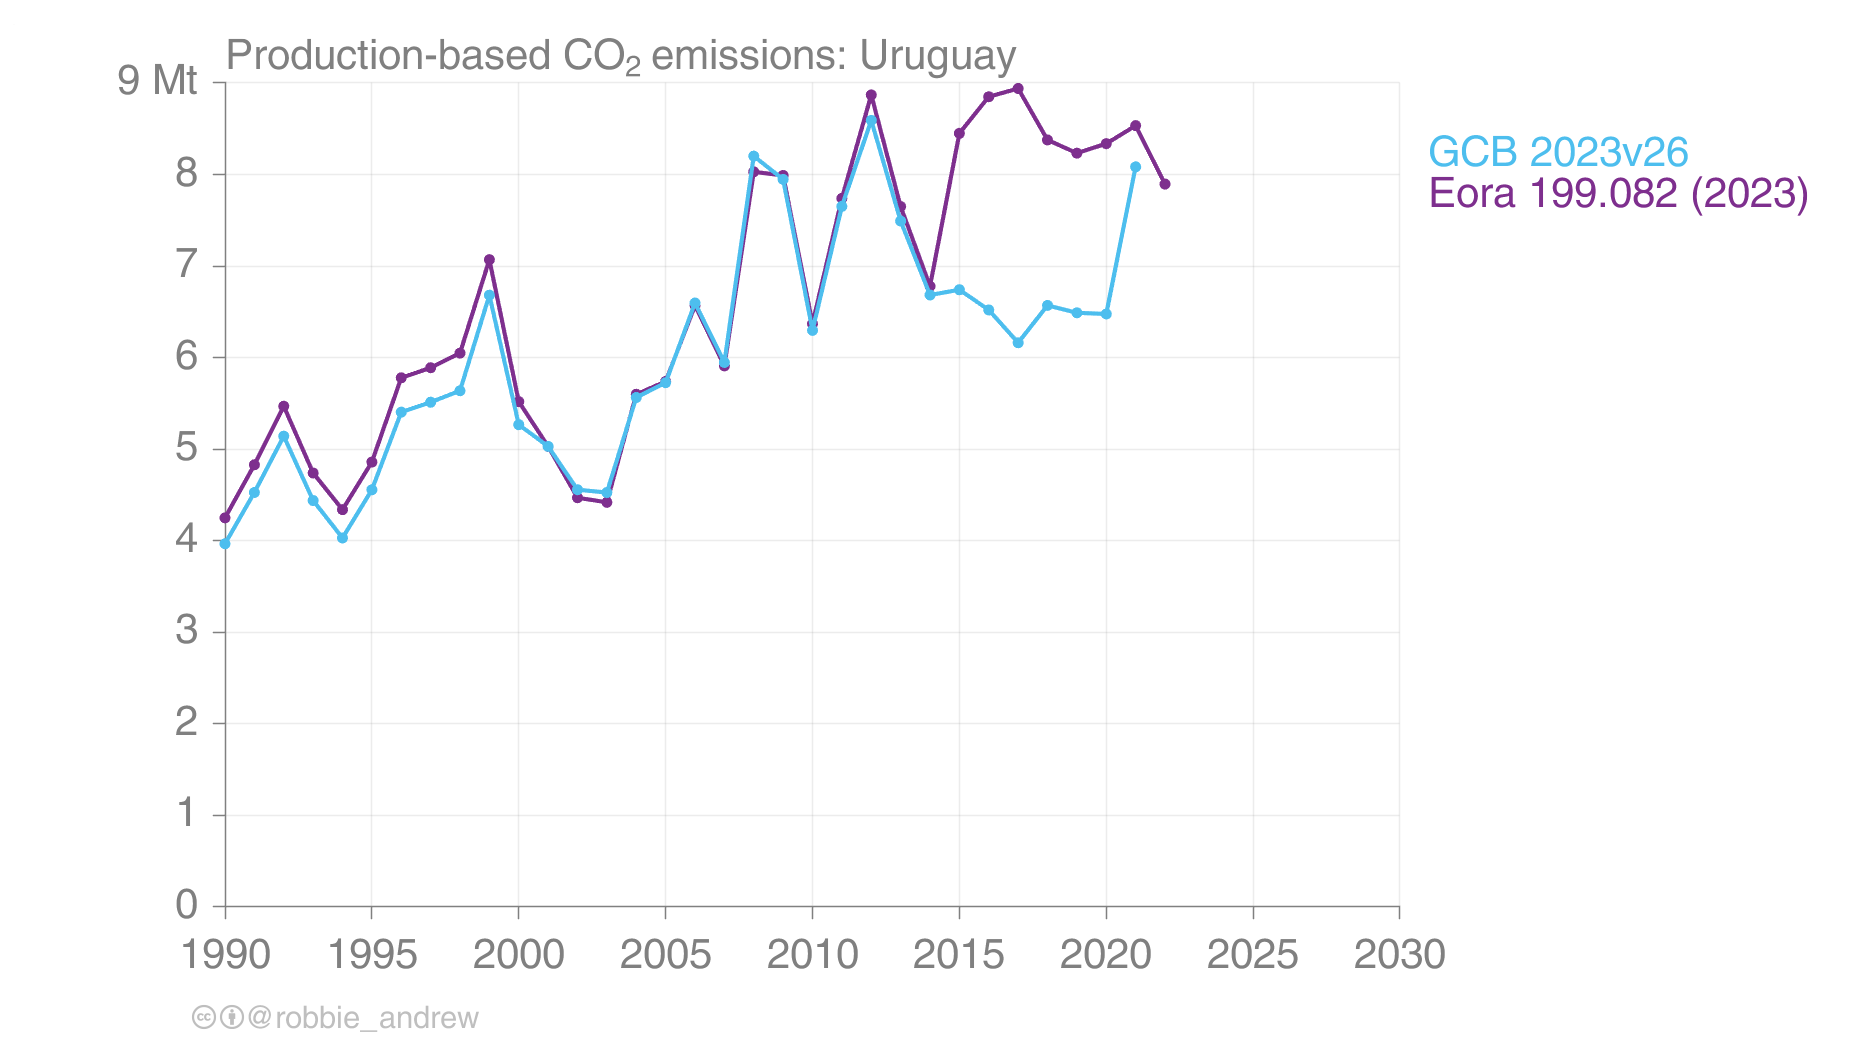 Production-based CO₂ emissions: Uruguay
9 Mt
8
7
6
5
4
3
2
1
0
1990 1995 2000 2005 2010 2015 2020 2025 2030
GCB 2023v26
Eora 199.082 (2023)
cc @robbie_andrew